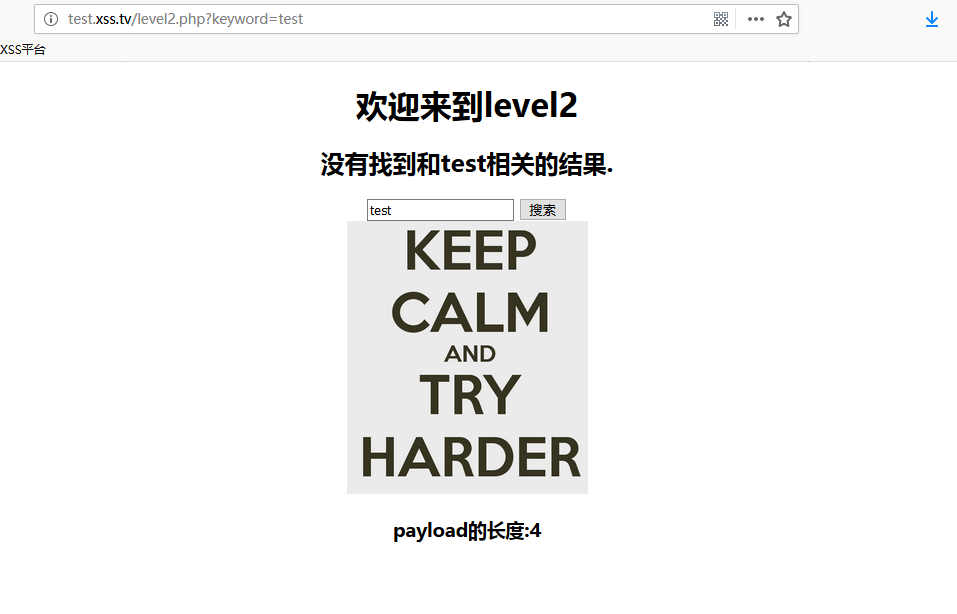 test.xss.tv/level2.php?keyword=test
XSS平台
欢迎来到level2
没有找到和test相关的结果.
test 搜索
KEEP
CALM
AND
TRY
HARDER
payload的长度:4